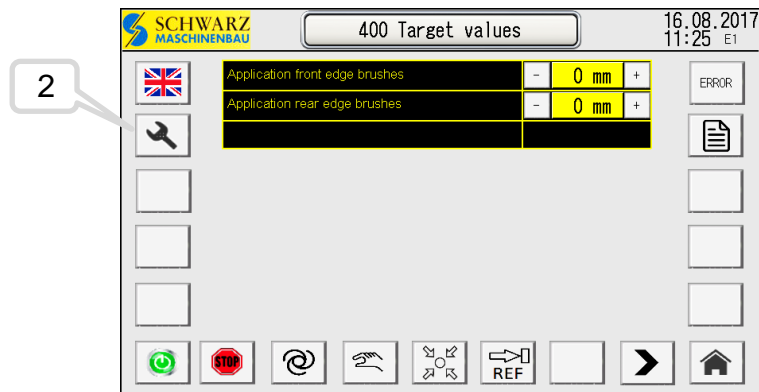 SCHWARZ
MASCHINENBAU
400 Target values
16.08.2017
11:25 E1
2
Application front edge brushes - 0 mm +
ERROR
Application rear edge brushes - 0 mm +
STOP
REF